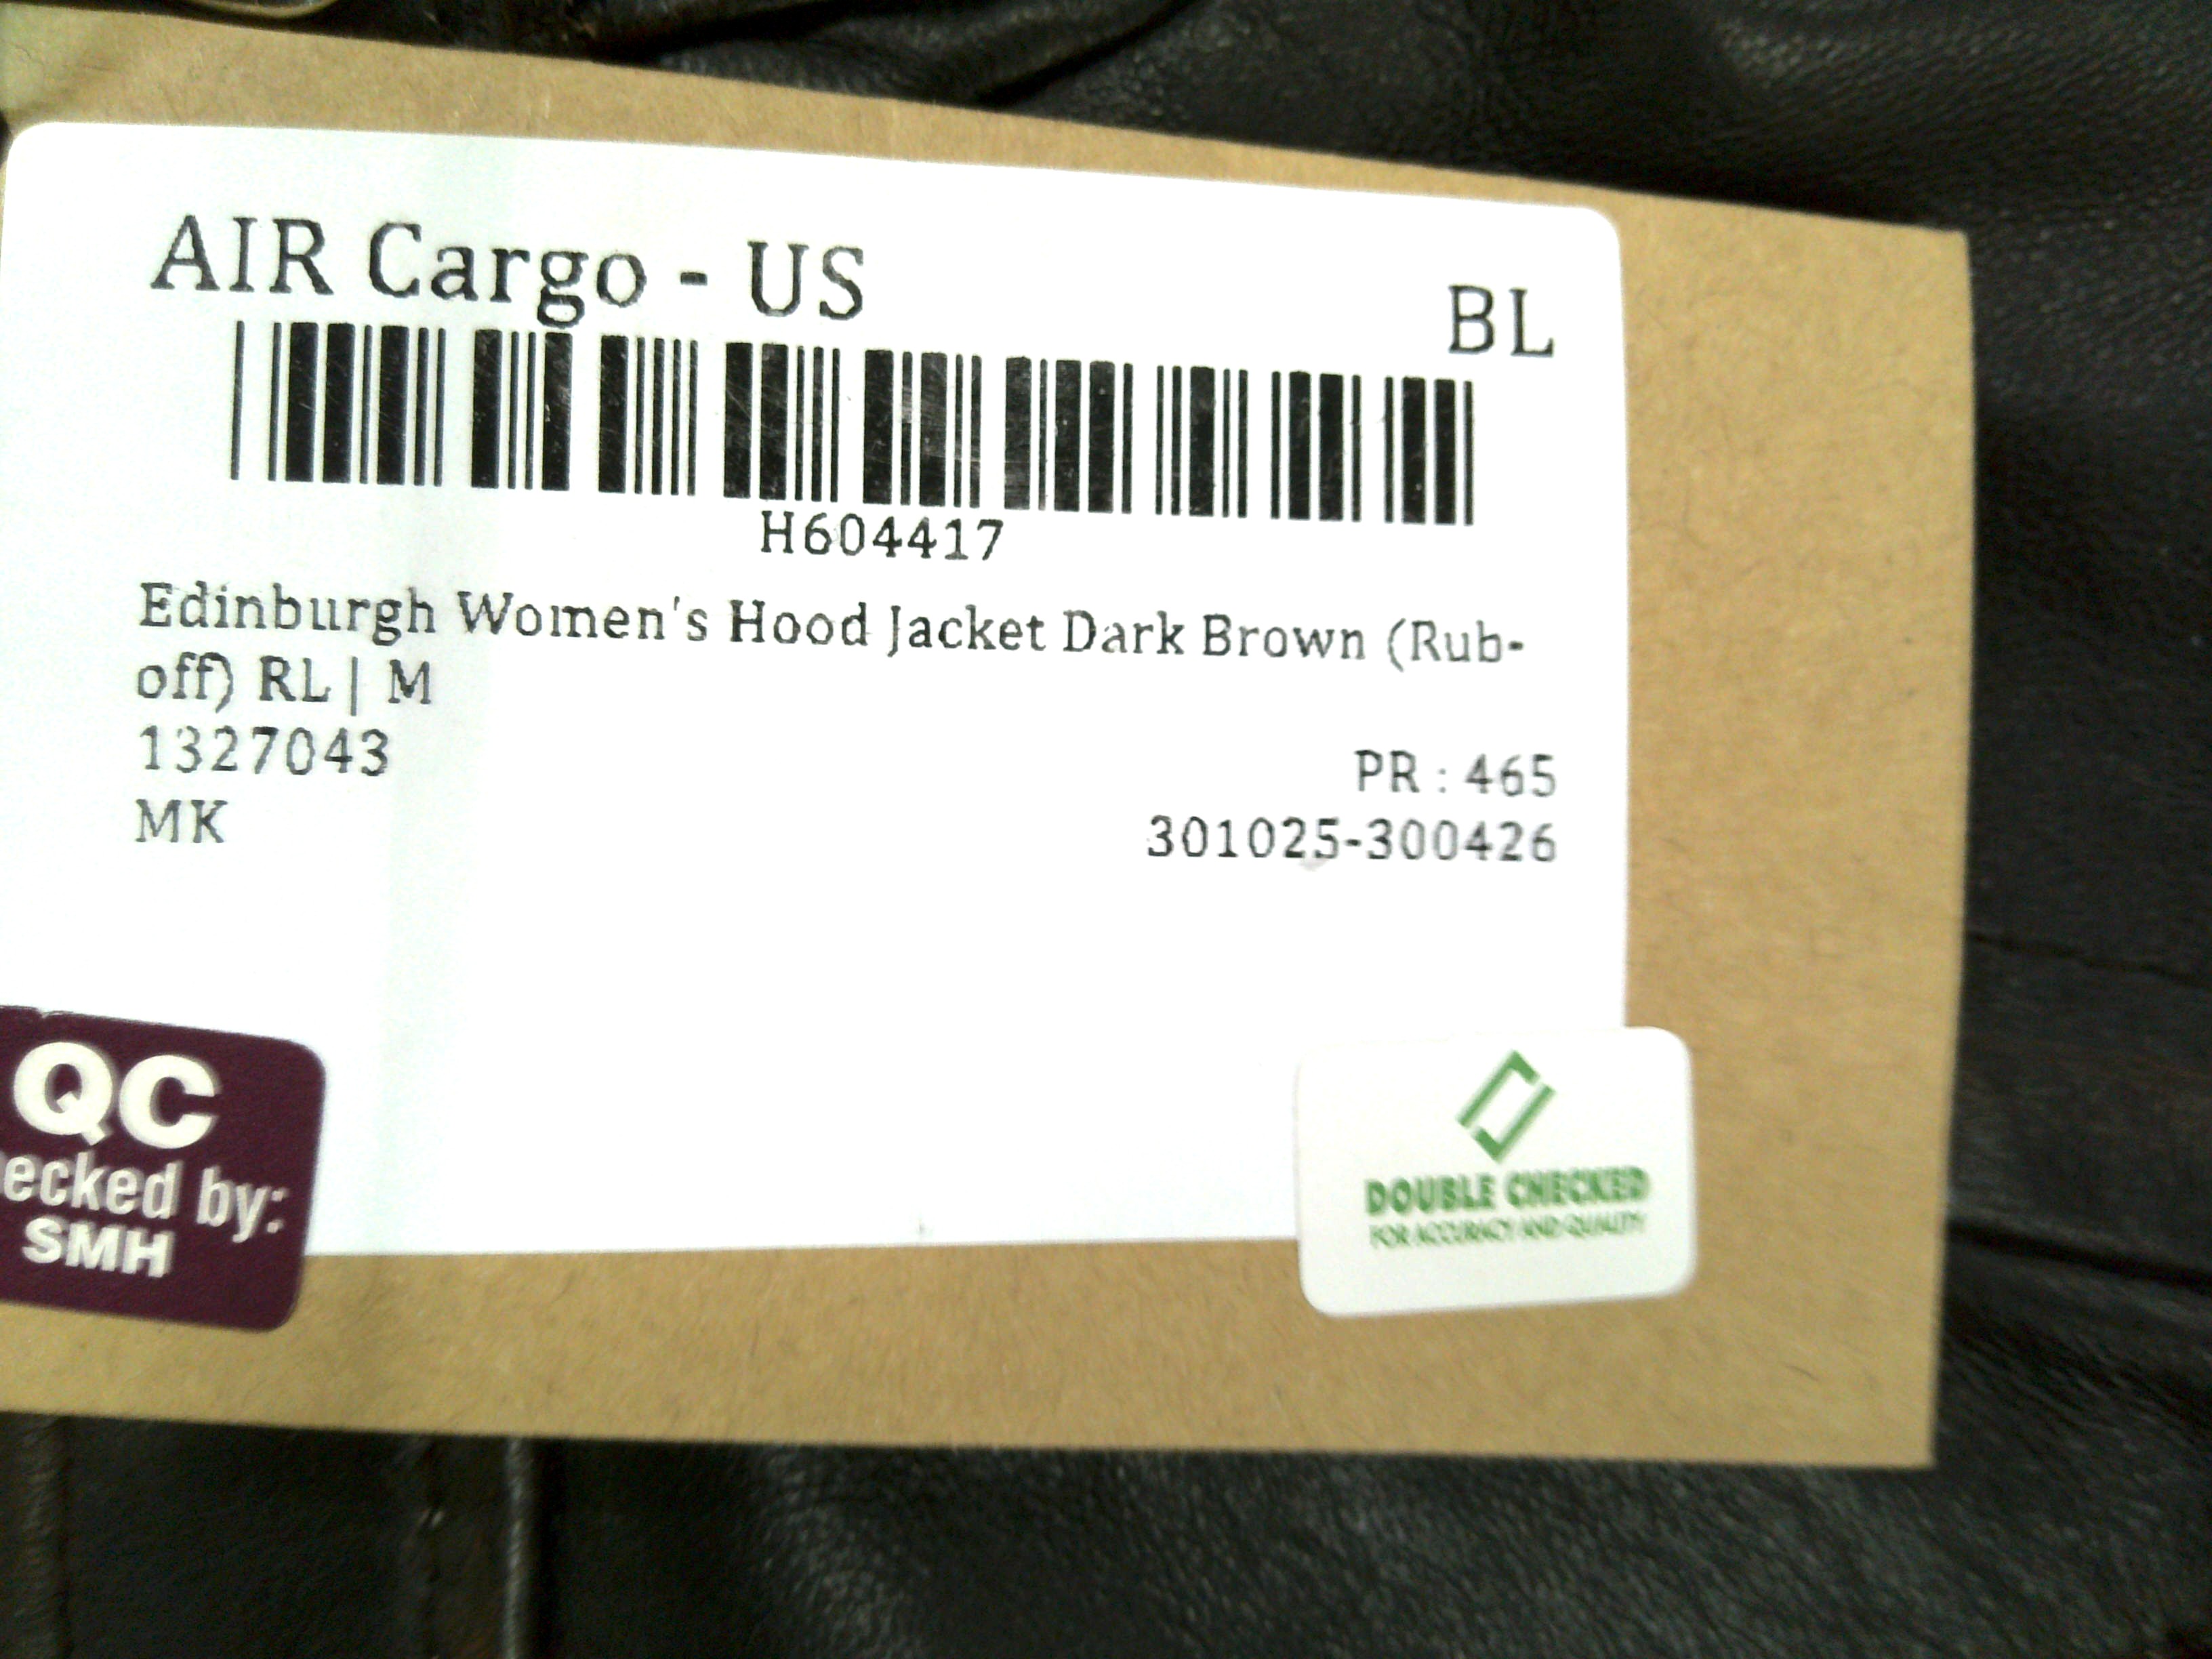 AIR Cargo - US
BL
H604417
Edinburgh Women's Hood Jacket Dark Brown (Rub-
off) RL | M
1327043
PR : 465
MK
301025-300426
QC
ecked by:
SMH
DOUBLE CHECKED
FOR ACCURACY AND QUALITY